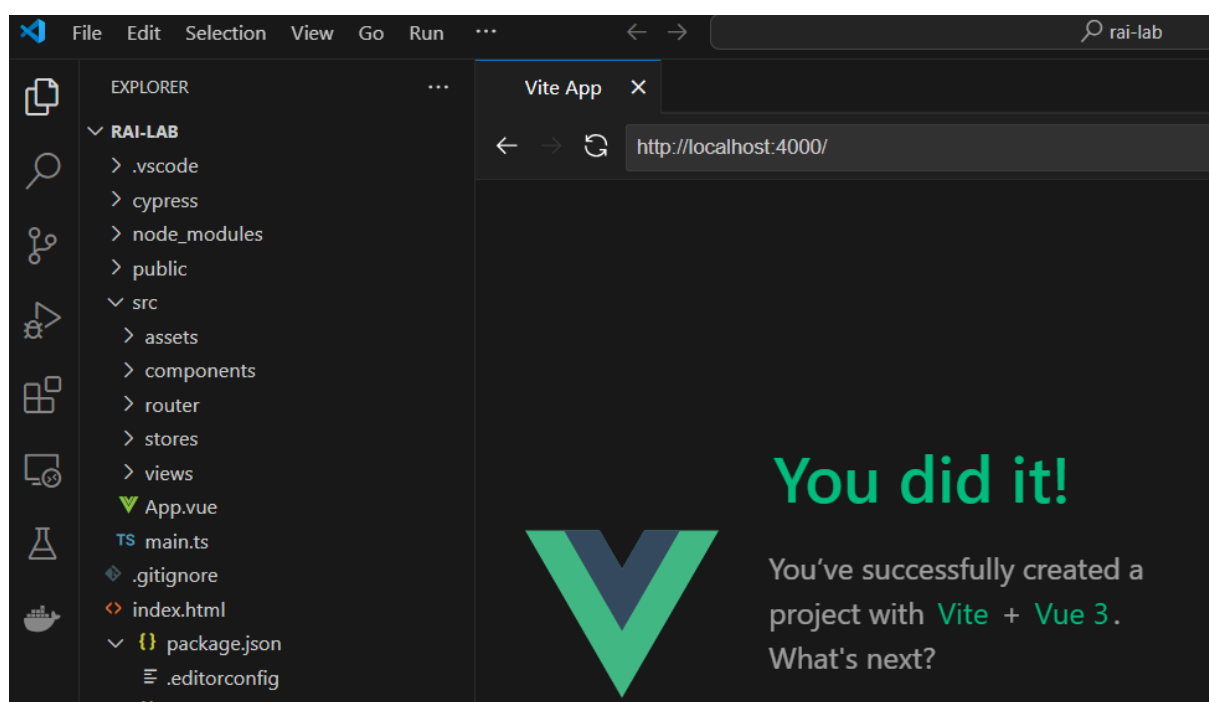 File Edit Selection View Go Run ··· rai-lab
EXPLORER ···
RAI-LAB
.vscode
cypress
node_modules
public
src
assets
components
router
stores
views
App.vue
TS main.ts
.gitignore
<> index.html
{} package.json
.editorconfig
Vite App
http://localhost:4000/
You did it!
You’ve successfully created a
project with Vite + Vue 3.
What's next?